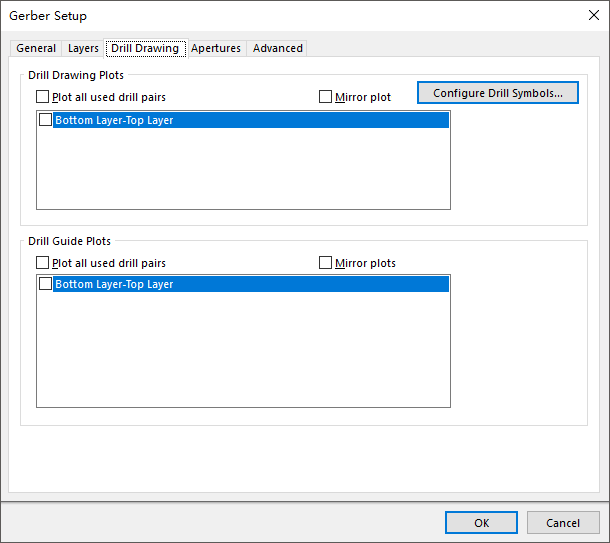 Gerber Setup
General Layers Drill Drawing Apertures Advanced
Drill Drawing Plots
Plot all used drill pairs Mirror plot Configure Drill Symbols...
Bottom Layer-Top Layer
Drill Guide Plots
Plot all used drill pairs Mirror plots
Bottom Layer-Top Layer
OK Cancel